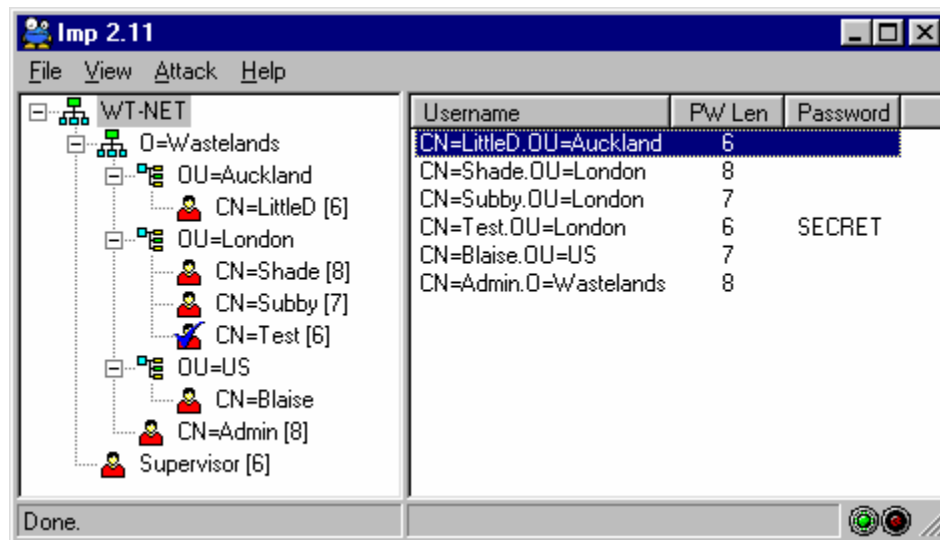 Imp 2.11
File View Attack Help
WT-NET
O=Wastelands
OU=Auckland
CN=LittleD [6]
OU=London
CN=Shade [8]
CN=Subby [7]
CN=Test [6]
OU=US
CN=Blaise
CN=Admin [8]
Supervisor [6]
Username PW Len Password
CN=LittleD.OU=Auckland 6
CN=Shade.OU=London 8
CN=Subby.OU=London 7
CN=Test.OU=London 6 SECRET
CN=Blaise.OU=US 7
CN=Admin.O=Wastelands 8
Done.